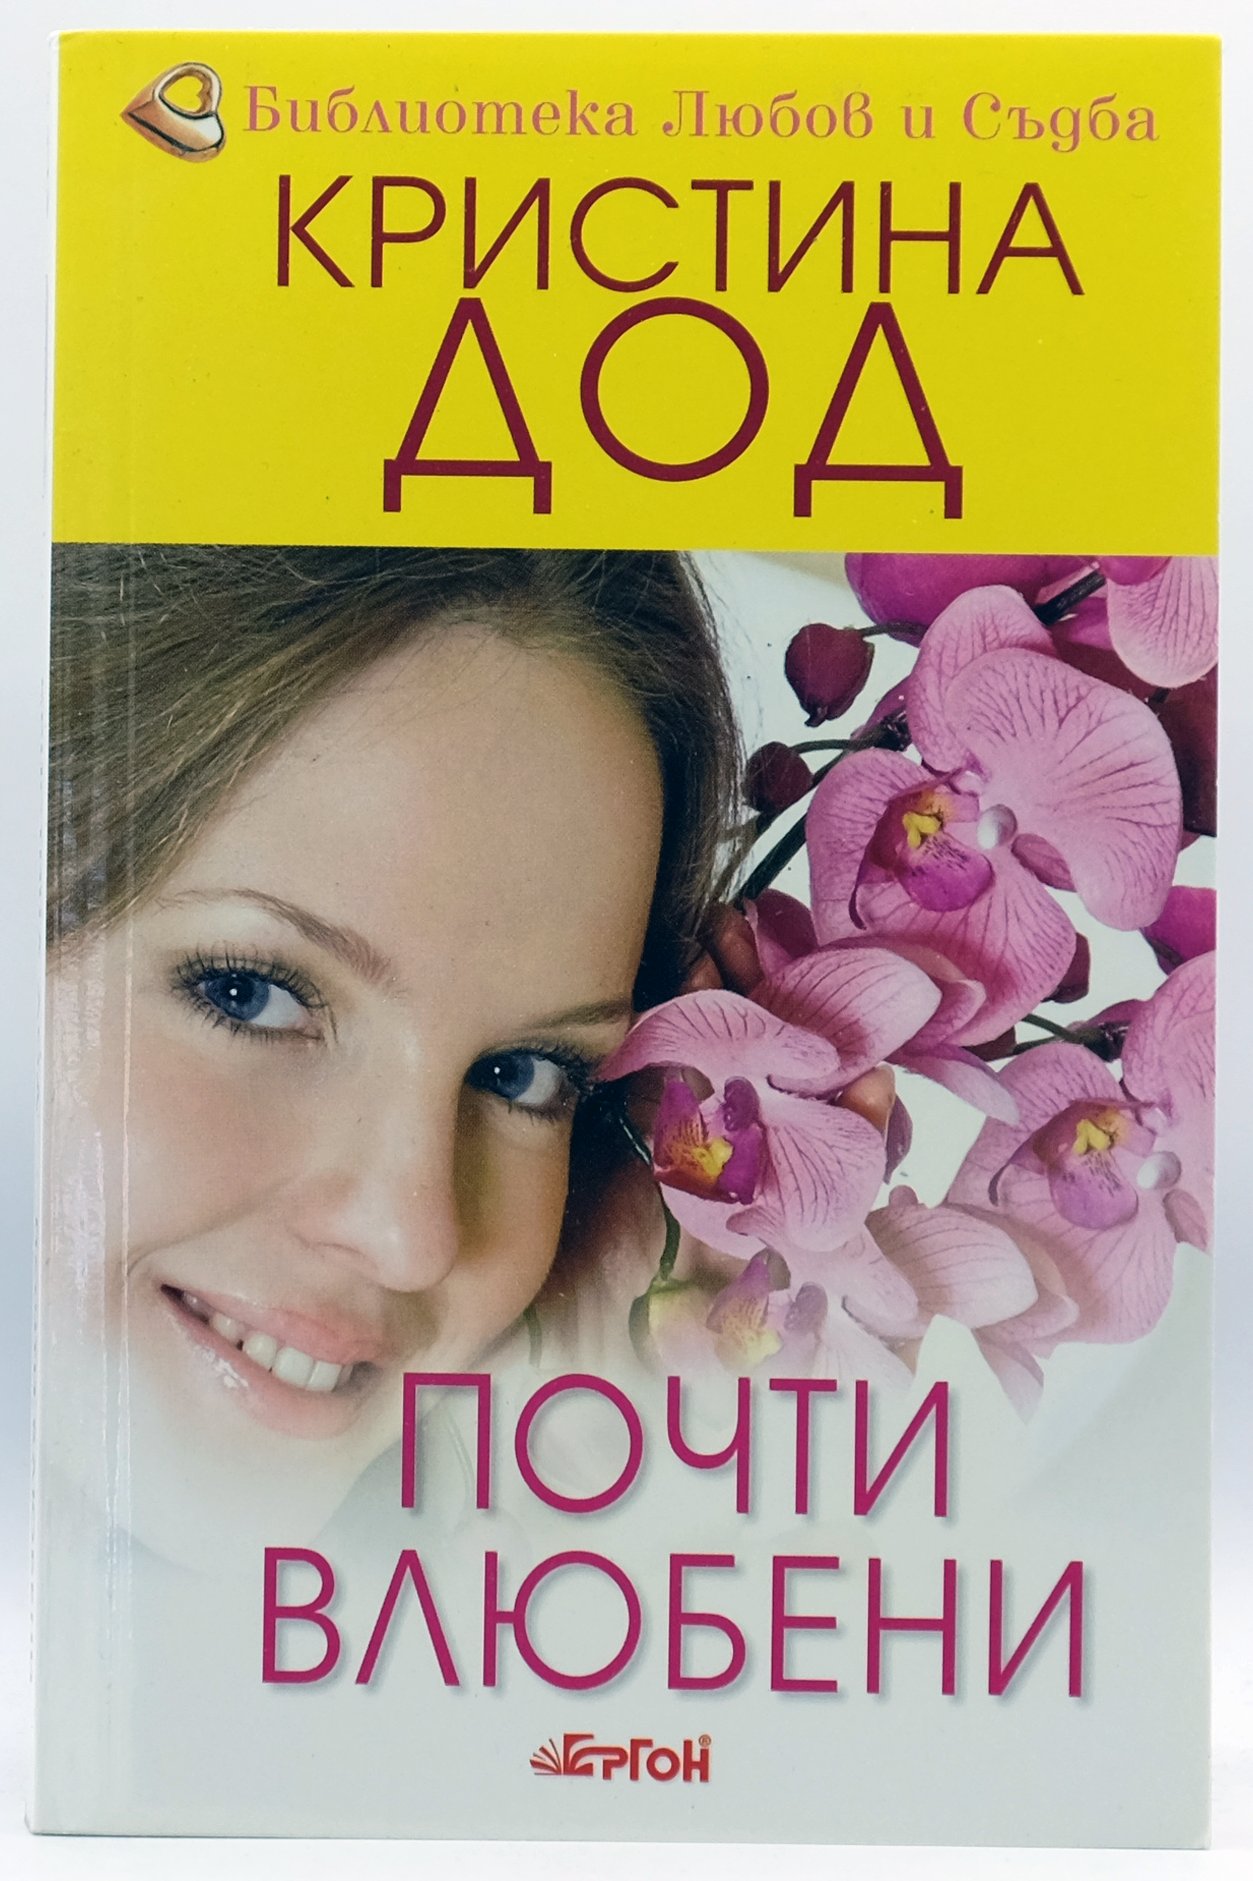 Библиотека Любов и Съдба
КРИСТИНА
ДОД
ПОЧТИ
ВЛЮБЕНИ
ЕРГОН®